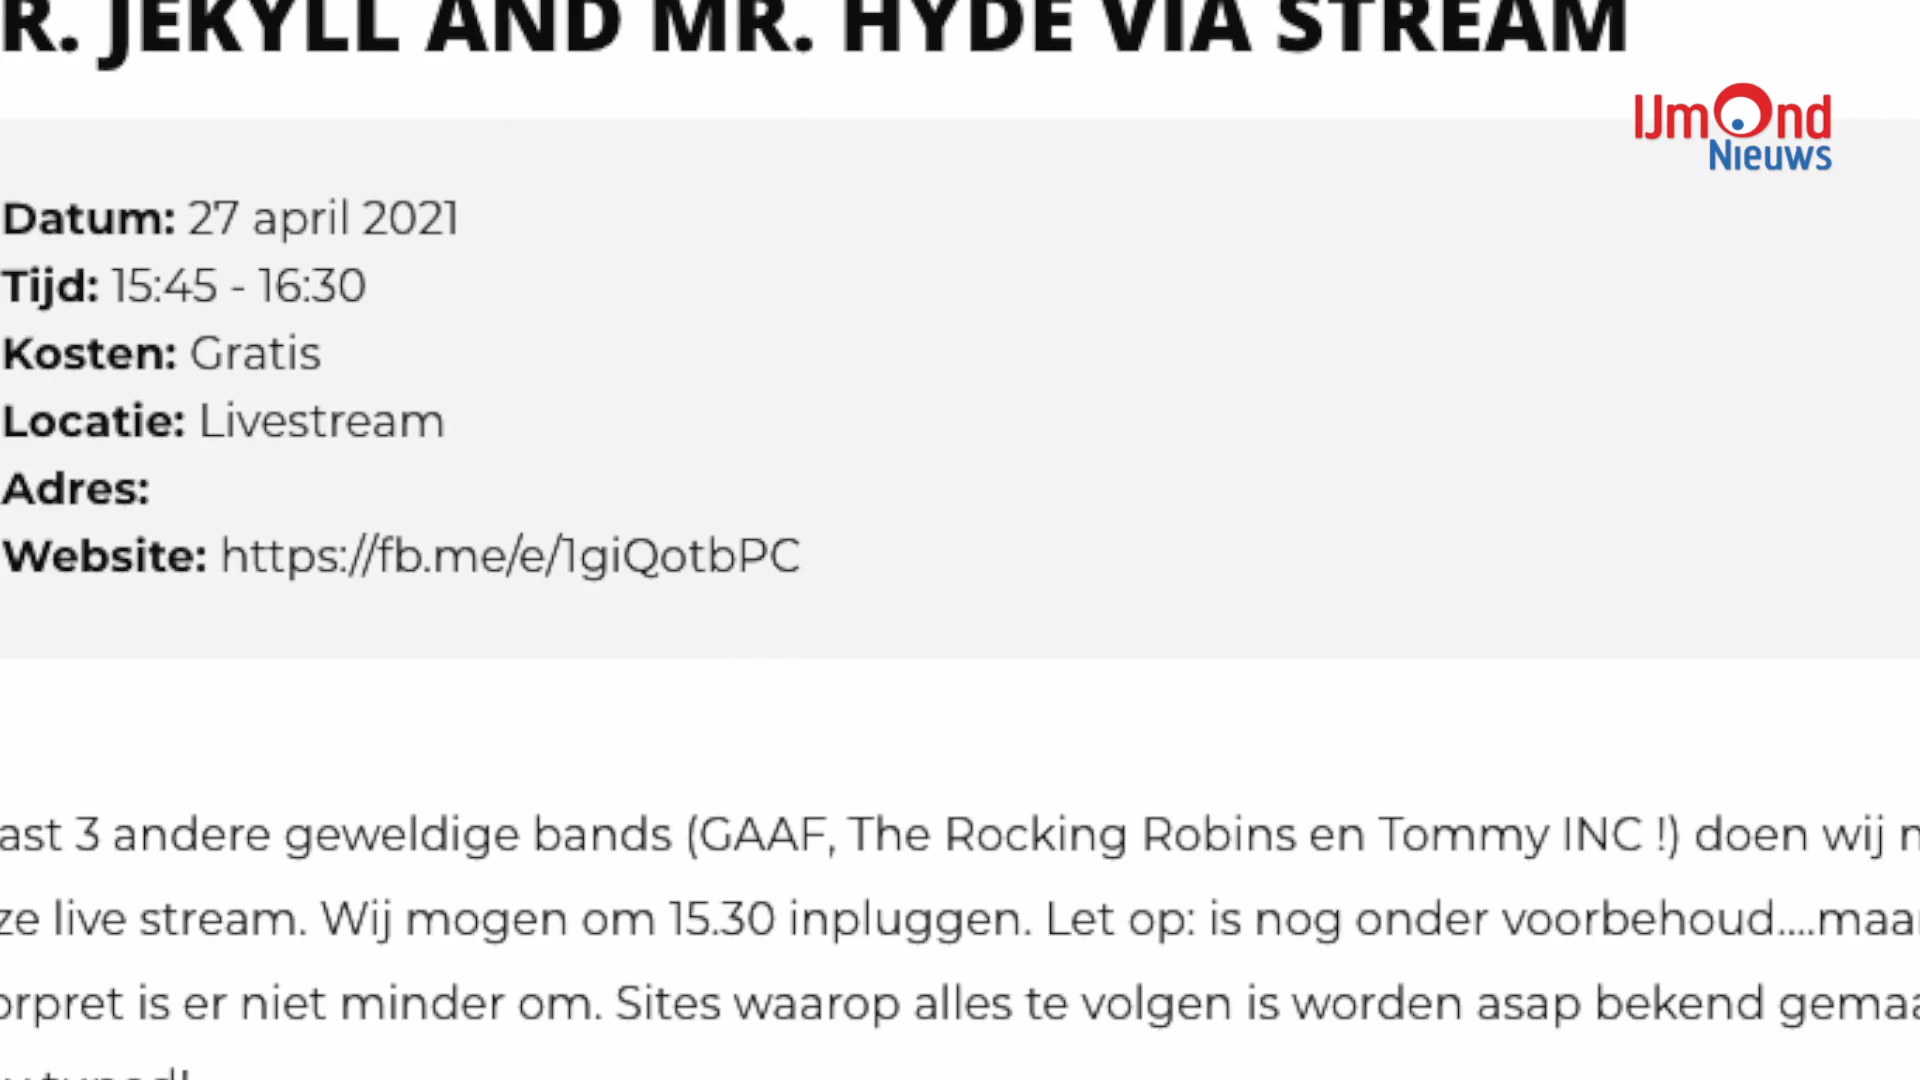 R. JEKYLL AND MR. HYDE VIA STREAM
IJmOnd
Nieuws
Datum: 27 april 2021
Tijd: 15:45 - 16:30
Kosten: Gratis
Locatie: Livestream
Adres:
Website: https://fb.me/e/1giQotbPC
ast 3 andere geweldige bands (GAAF, The Rocking Robins en Tommy INC !) doen wij
ze live stream. Wij mogen om 15.30 inpluggen. Let op: is nog onder voorbehoud....maar
orpret is er niet minder om. Sites waarop alles te volgen is worden asap bekend gemaa